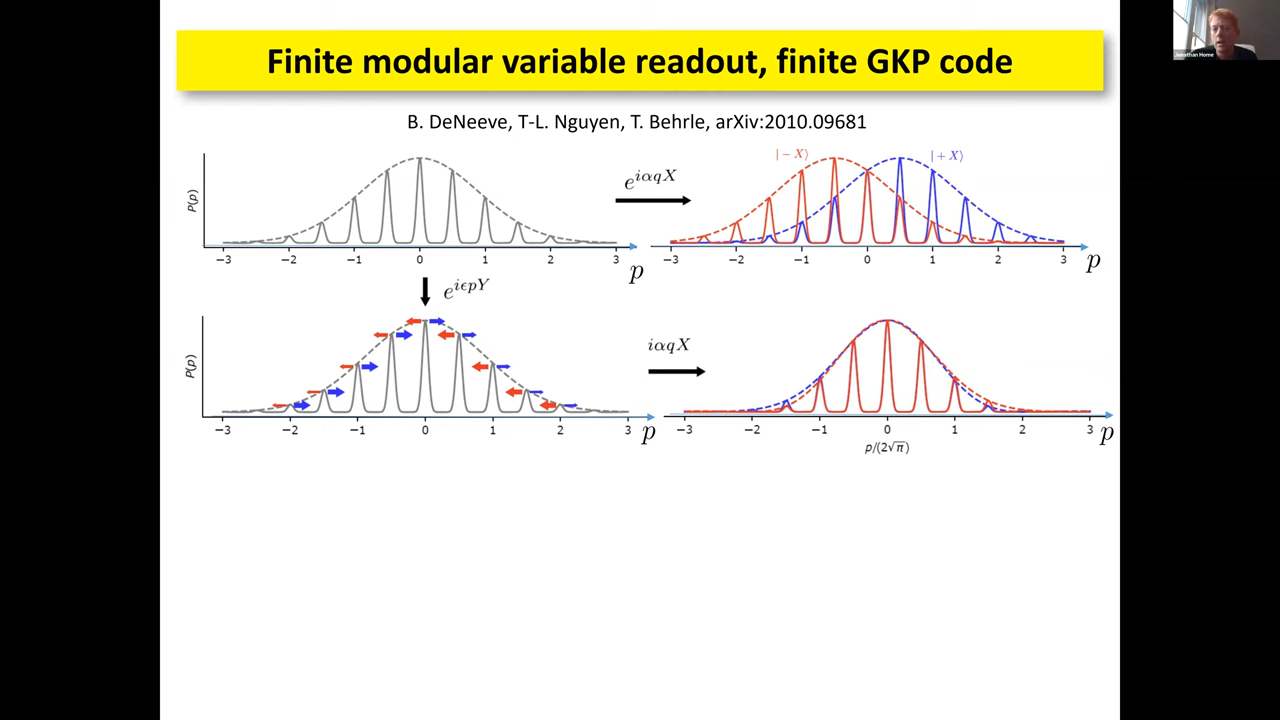 Finite modular variable readout, finite GKP code
Jonathan Home
B. DeNeeve, T-L. Nguyen, T. Behrle, arXiv:2010.09681
P(p)
−3 −2 −1 0 1 2 3
p
e^{iαqX}
|−X⟩ |+X⟩
−3 −2 −1 0 1 2 3
p
e^{iϵpY}
P(p)
−3 −2 −1 0 1 2 3
p
iαqX
−3 −2 −1 0 1 2 3
p
p/(2√π)